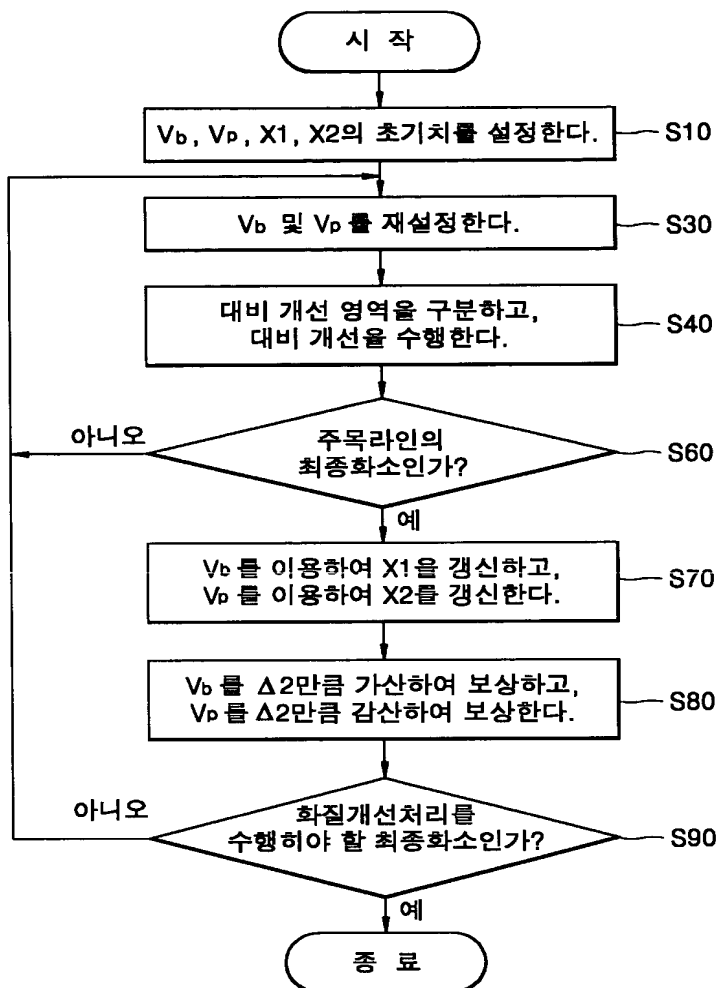 시 작
Vb, Vp, X1, X2의 초기치를 설정한다.
S10
Vb 및 Vp를 재설정한다.
S30
대비 개선 영역을 구분하고,
대비 개선을 수행한다.
S40
아니오
주목라인의
최종화소인가?
S60
예
Vb를 이용하여 X1을 갱신하고,
Vp를 이용하여 X2를 갱신한다.
S70
Vb를 Δ2만큼 가산하여 보상하고,
Vp를 Δ2만큼 감산하여 보상한다.
S80
아니오
화질개선처리를
수행히야 할 최종화소인가?
S90
예
종 료